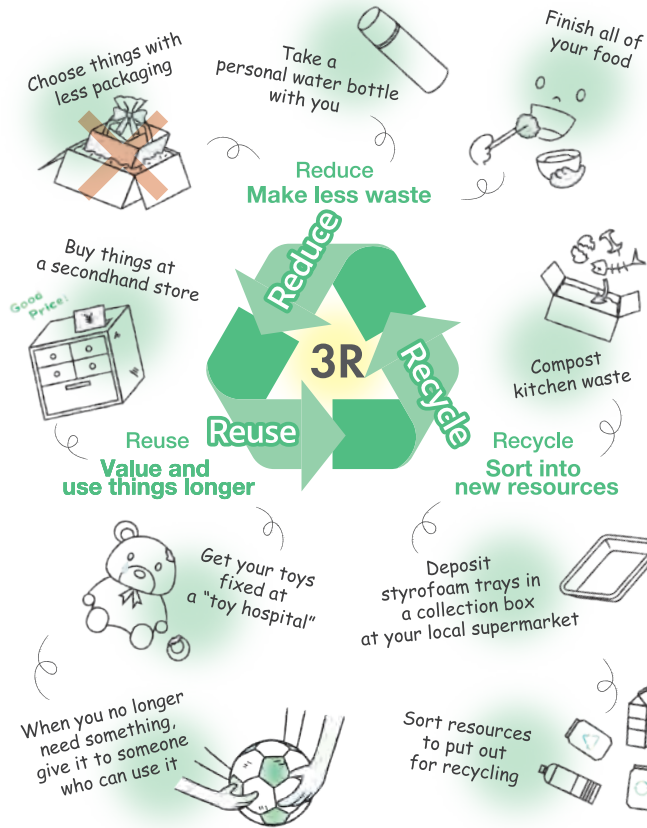 Choose things with
less packaging
Take a
personal water bottle
with you
Finish all of
your food
Reduce
Make less waste
Reduce
Buy things at
a secondhand store
Good
Price!
¥
3R
Recycle
Compost
kitchen waste
Reuse
Reuse
Value and
use things longer
Recycle
Sort into
new resources
Get your toys
fixed at
a "toy hospital"
Deposit
styrofoam trays in
a collection box
at your local supermarket
When you no longer
need something,
give it to someone
who can use it
Sort resources
to put out
for recycling